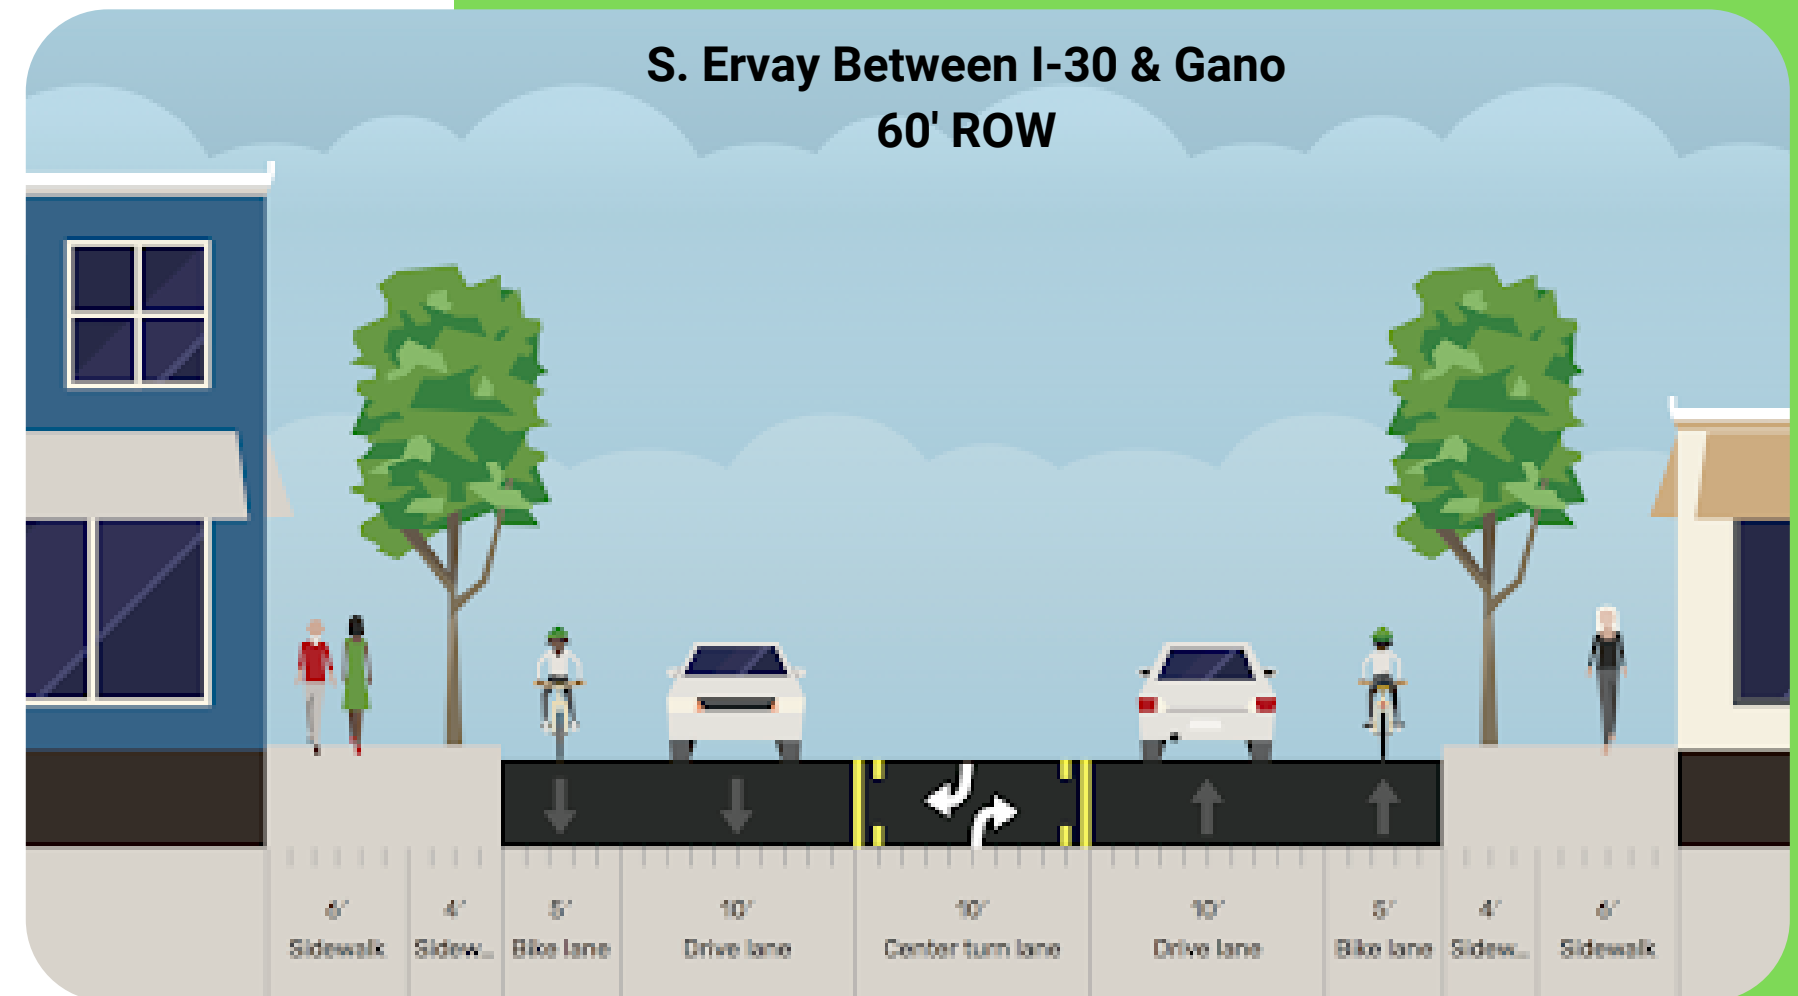 S. Ervay Between I-30 & Gano
60' ROW
6' 4' 5' 10' 10' 10' 5' 4' 6'
Sidewalk Sidew... Bike lane Drive lane Center turn lane Drive lane Bike lane Sidew... Sidewalk